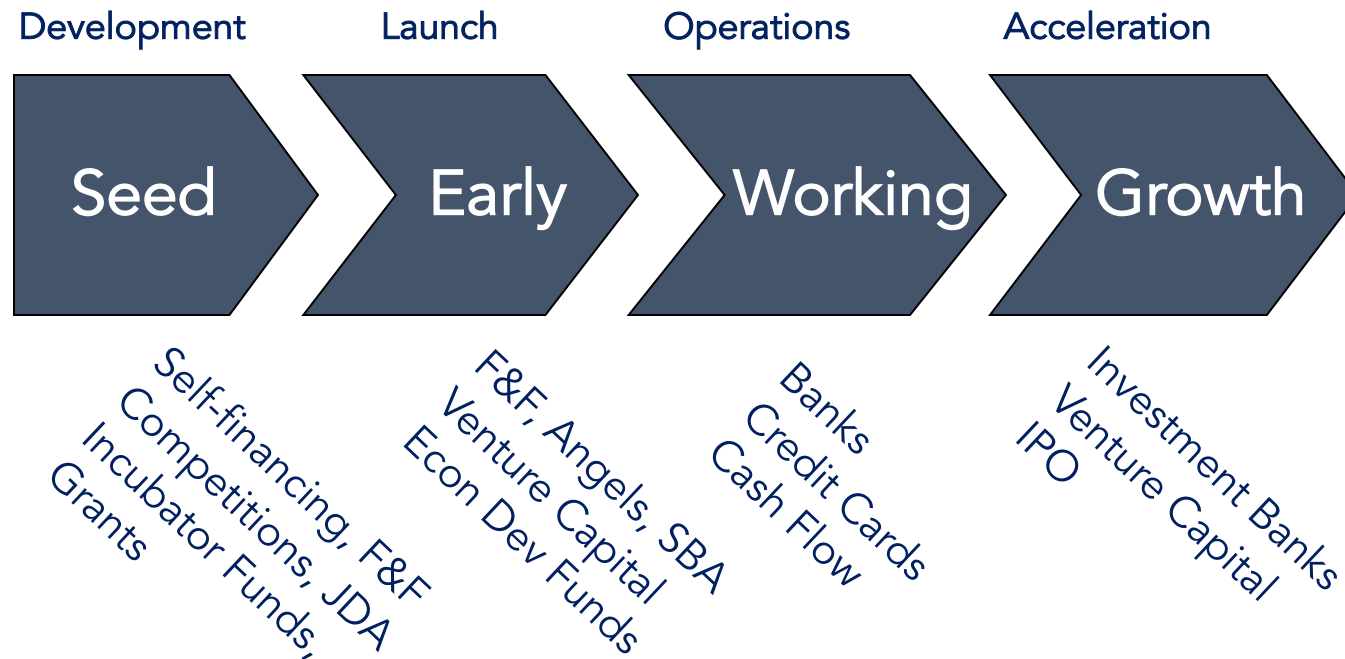 Development
Launch
Operations
Acceleration
Seed
Early
Working
Growth
Self-financing, F&F
Competitions, JDA
Incubator Funds,
Grants
F&F, Angels, SBA
Venture Capital
Econ Dev Funds
Banks
Credit Cards
Cash Flow
Investment Banks
Venture Capital
IPO